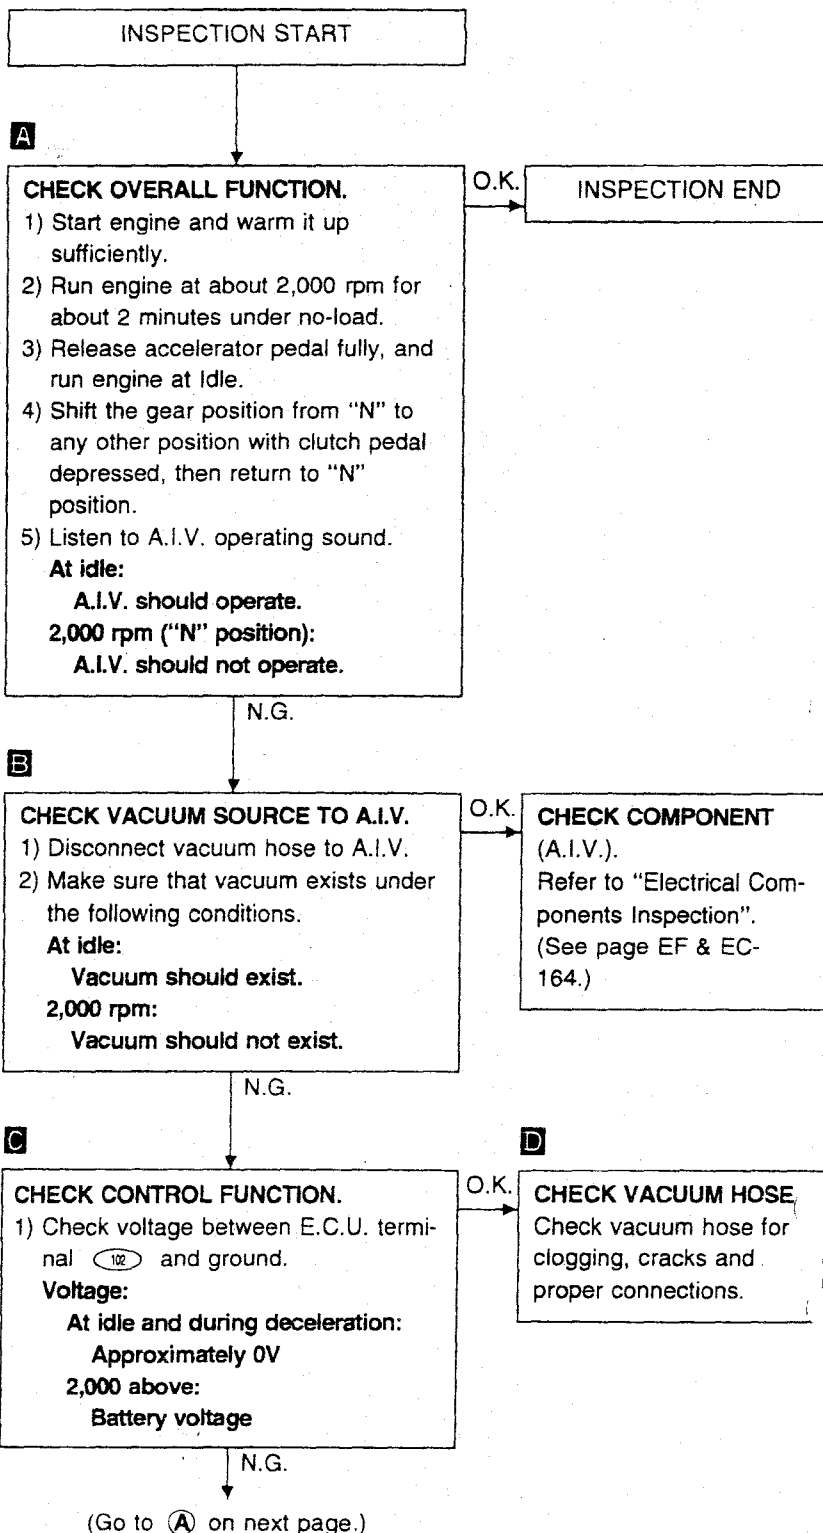 INSPECTION START
A
CHECK OVERALL FUNCTION.
1) Start engine and warm it up
sufficiently.
2) Run engine at about 2,000 rpm for
about 2 minutes under no-load.
3) Release accelerator pedal fully, and
run engine at Idle.
4) Shift the gear position from "N" to
any other position with clutch pedal
depressed, then return to "N"
position.
5) Listen to A.I.V. operating sound.
At idle:
A.I.V. should operate.
2,000 rpm ("N" position):
A.I.V. should not operate.
O.K.
INSPECTION END
N.G.
B
CHECK VACUUM SOURCE TO A.I.V.
1) Disconnect vacuum hose to A.I.V.
2) Make sure that vacuum exists under
the following conditions.
At idle:
Vacuum should exist.
2,000 rpm:
Vacuum should not exist.
O.K.
CHECK COMPONENT
(A.I.V.).
Refer to "Electrical Com-
ponents Inspection".
(See page EF & EC-
164.)
N.G.
C
CHECK CONTROL FUNCTION.
1) Check voltage between E.C.U. termi-
nal 102 and ground.
Voltage:
At idle and during deceleration:
Approximately 0V
2,000 above:
Battery voltage
O.K.
D
CHECK VACUUM HOSE
Check vacuum hose for
clogging, cracks and
proper connections.
N.G.
(Go to A on next page.)